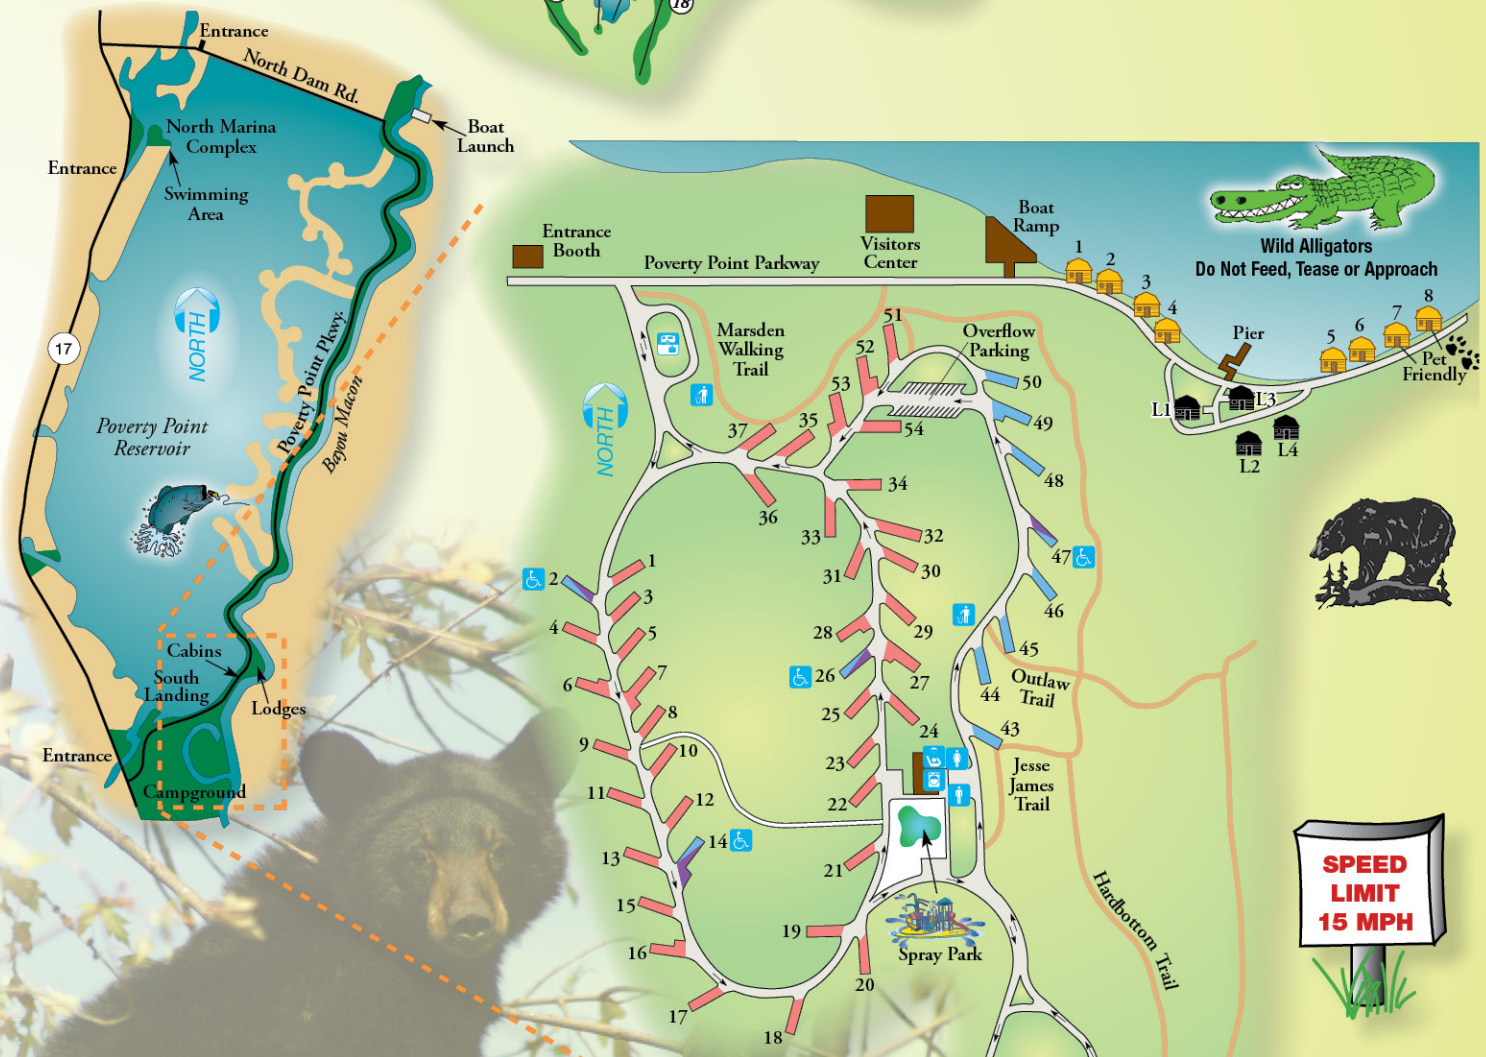 18
Entrance
North Dam Rd.
North Marina
Complex
Boat
Launch
Entrance
Swimming
Area
17
NORTH
Poverty Point Pkwy.
Bayou Macon
Poverty Point
Reservoir
Cabins
South
Landing
Lodges
Entrance
Campground
Entrance
Booth
Visitors
Center
Boat
Ramp
Poverty Point Parkway
1
2
3
4
Wild Alligators
Do Not Feed, Tease or Approach
5
6
7
8
Pet
Friendly
Pier
L1
L3
L2
L4
Marsden
Walking
Trail
NORTH
Overflow
Parking
51
52
53
50
49
54
48
37
35
36
34
33
32
31
30
47
46
1
2
3
4
5
6
7
8
9
10
11
12
13
14
15
16
17
18
19
20
21
22
23
24
25
26
27
28
29
45
44
43
Outlaw
Trail
Jesse
James
Trail
Hardbottom Trail
Spray Park
SPEED
LIMIT
15 MPH